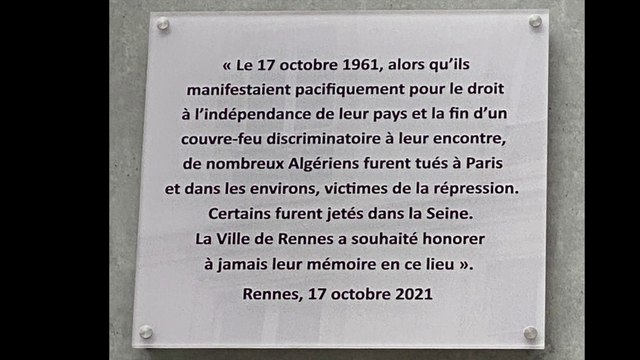 « Le 17 octobre 1961, alors qu’ils
manifestaient pacifiquement pour le droit
à l’indépendance de leur pays et la fin d’un
couvre-feu discriminatoire à leur encontre,
de nombreux Algériens furent tués à Paris
et dans les environs, victimes de la répression.
Certains furent jetés dans la Seine.
La Ville de Rennes a souhaité honorer
à jamais leur mémoire en ce lieu ».
Rennes, 17 octobre 2021